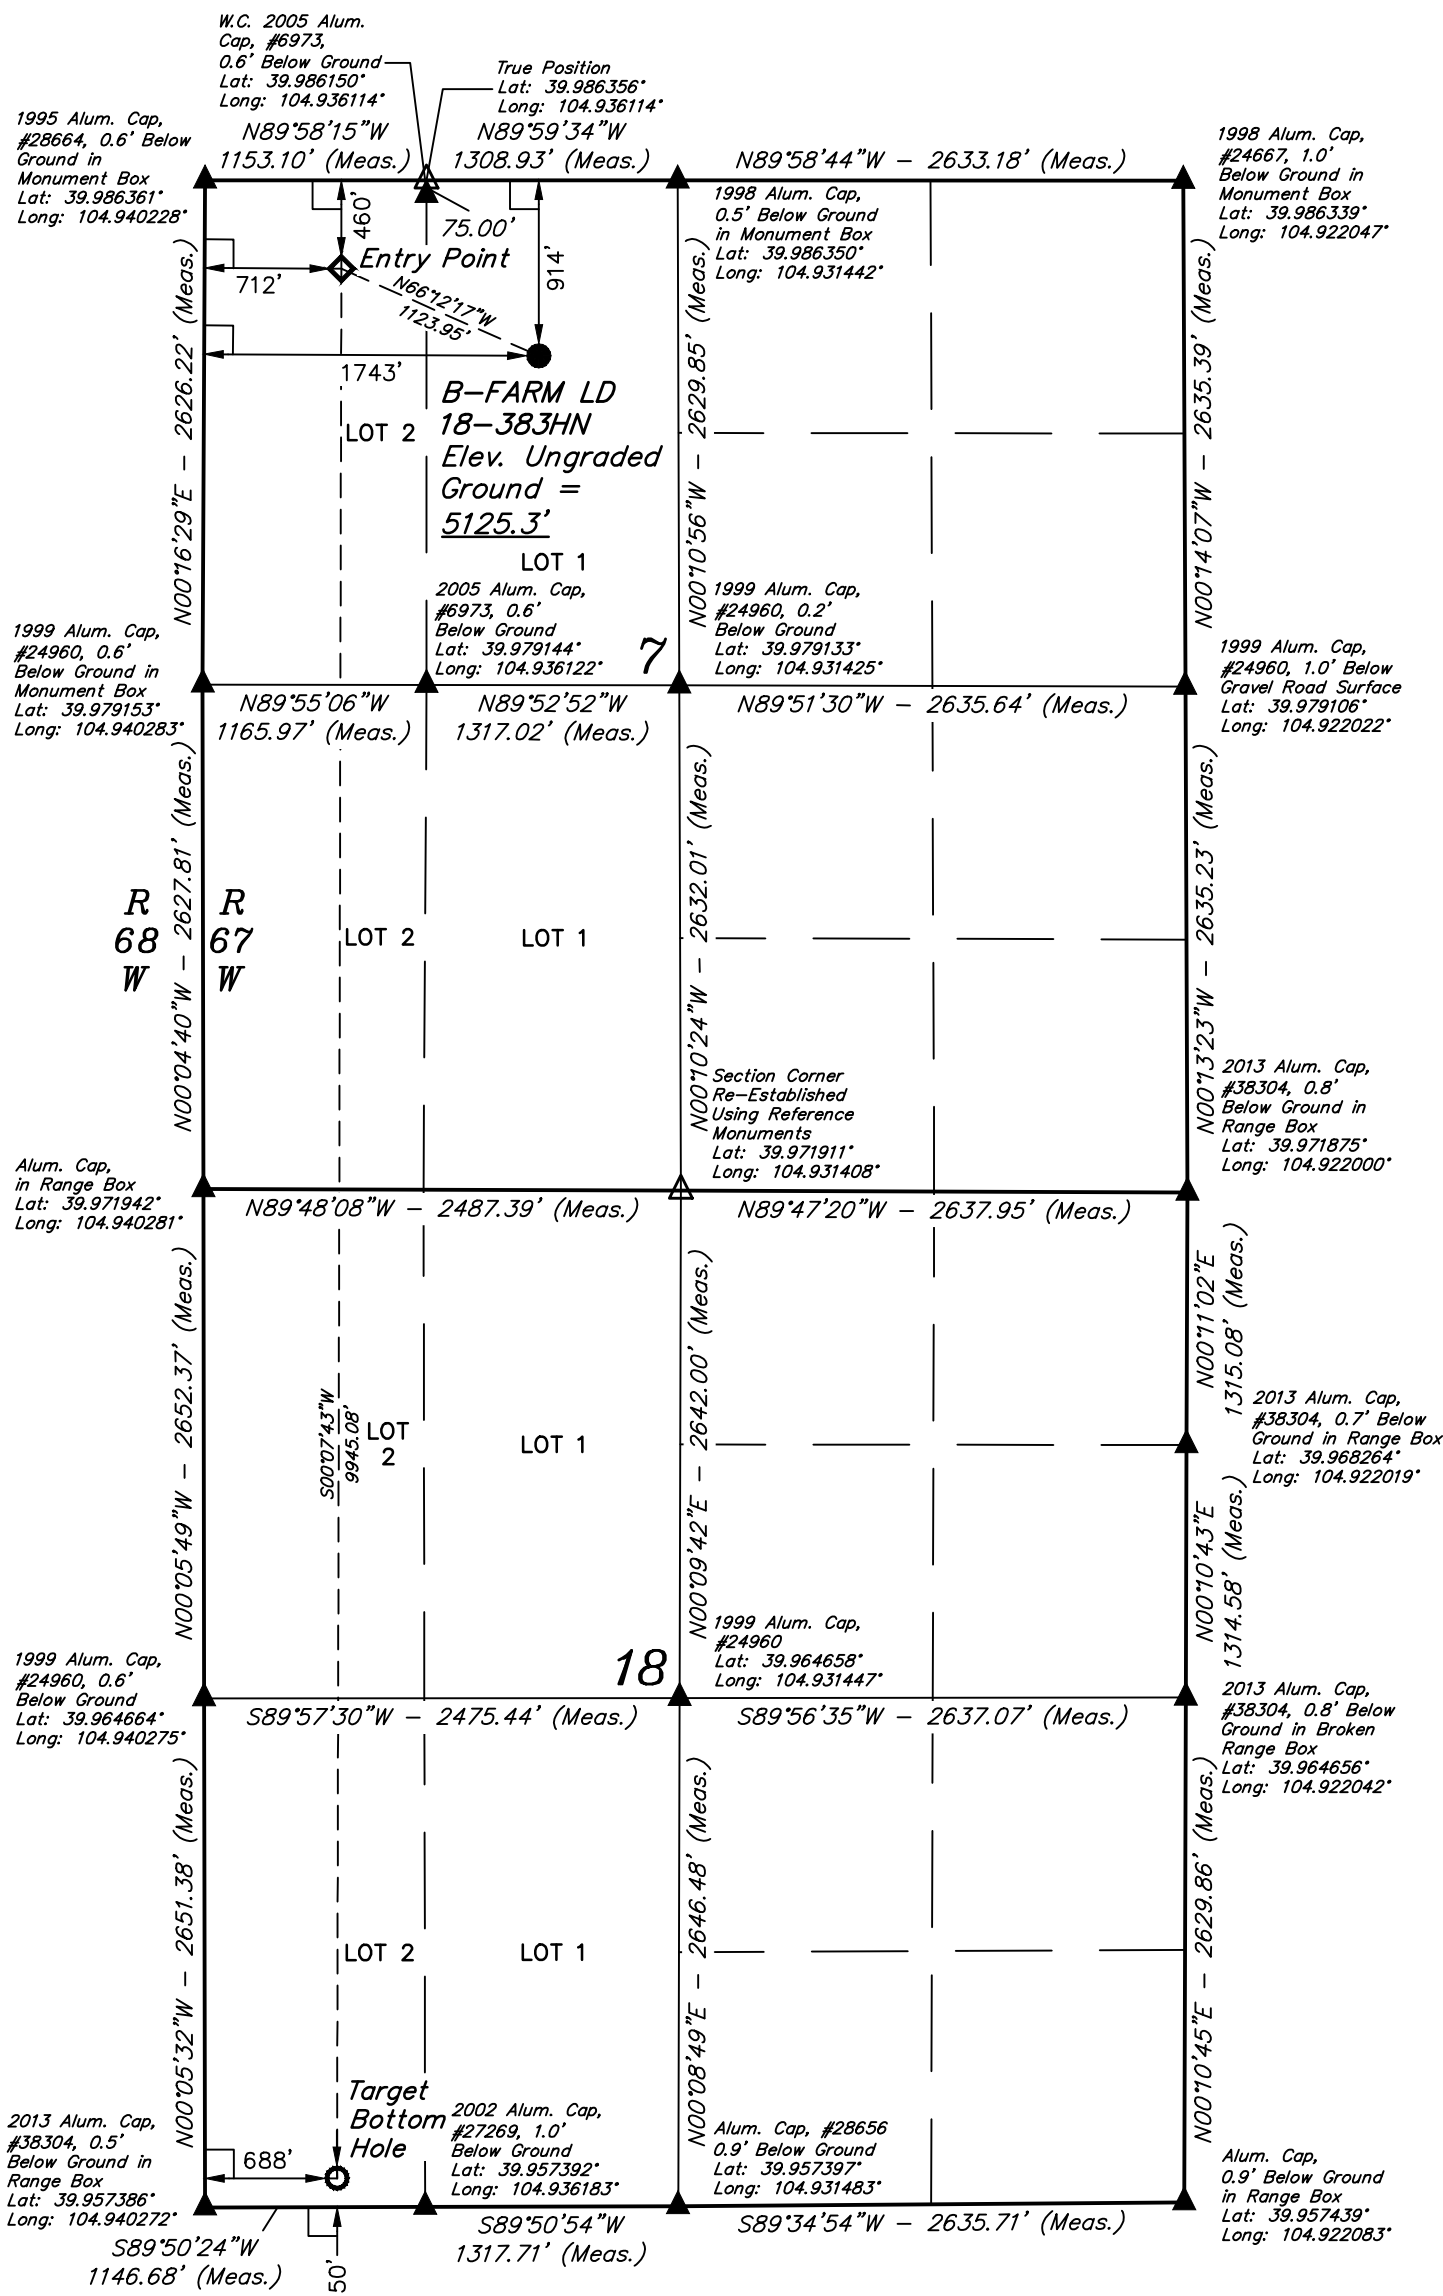 W.C. 2005 Alum.
Cap, #6973,
0.6' Below Ground
Lat: 39.986150°
Long: 104.936114°
True Position
Lat: 39.986356°
Long: 104.936114°
1995 Alum. Cap,
#28664, 0.6' Below
Ground in
Monument Box
Lat: 39.986361°
Long: 104.940228°
N89°58'15"W
1153.10' (Meas.)
N89°59'34"W
1308.93' (Meas.)
N89°58'44"W – 2633.18' (Meas.)
1998 Alum. Cap,
#24667, 1.0'
Below Ground in
Monument Box
Lat: 39.986339°
Long: 104.922047°
1998 Alum. Cap,
0.5' Below Ground
in Monument Box
Lat: 39.986350°
Long: 104.931442°
460'
75.00'
914'
Entry Point
712'
N66°12'17"W
1123.95'
1743'
B–FARM LD
18–383HN
Elev. Ungraded
Ground =
5125.3'
LOT 2
LOT 1
N00°16'29"E – 2626.22' (Meas.)
N00°10'56"W – 2629.85' (Meas.)
N00°14'07"W – 2635.39' (Meas.)
2005 Alum. Cap,
#6973, 0.6'
Below Ground
Lat: 39.979144°
Long: 104.936122°
7
1999 Alum. Cap,
#24960, 0.2'
Below Ground
Lat: 39.979133°
Long: 104.931425°
1999 Alum. Cap,
#24960, 0.6'
Below Ground in
Monument Box
Lat: 39.979153°
Long: 104.940283°
1999 Alum. Cap,
#24960, 1.0' Below
Gravel Road Surface
Lat: 39.979106°
Long: 104.922022°
N89°55'06"W
1165.97' (Meas.)
N89°52'52"W
1317.02' (Meas.)
N89°51'30"W – 2635.64' (Meas.)
N00°04'40"W – 2627.81' (Meas.)
N00°10'24"W – 2632.01' (Meas.)
N00°13'23"W – 2635.23' (Meas.)
R
68
W
R
67
W
LOT 2
LOT 1
Section Corner
Re–Established
Using Reference
Monuments
Lat: 39.971911°
Long: 104.931408°
2013 Alum. Cap,
#38304, 0.8'
Below Ground in
Range Box
Lat: 39.971875°
Long: 104.922000°
Alum. Cap,
in Range Box
Lat: 39.971942°
Long: 104.940281°
N89°48'08"W – 2487.39' (Meas.)
N89°47'20"W – 2637.95' (Meas.)
N00°05'49"W – 2652.37' (Meas.)
N00°09'42"E – 2642.00' (Meas.)
N00°11'02"E
1315.08' (Meas.)
S00°07'43"W
9945.08'
LOT
2
LOT 1
2013 Alum. Cap,
#38304, 0.7' Below
Ground in Range Box
Lat: 39.968264°
Long: 104.922019°
N00°10'43"E
1314.58' (Meas.)
1999 Alum. Cap,
#24960, 0.6'
Below Ground
Lat: 39.964664°
Long: 104.940275°
18
1999 Alum. Cap,
#24960
Lat: 39.964658°
Long: 104.931447°
2013 Alum. Cap,
#38304, 0.8' Below
Ground in Broken
Range Box
Lat: 39.964656°
Long: 104.922042°
S89°57'30"W – 2475.44' (Meas.)
S89°56'35"W – 2637.07' (Meas.)
N00°05'32"W – 2651.38' (Meas.)
N00°08'49"E – 2646.48' (Meas.)
N00°10'45"E – 2629.86' (Meas.)
LOT 2
LOT 1
Target
Bottom
Hole
2002 Alum. Cap,
#27269, 1.0'
Below Ground
Lat: 39.957392°
Long: 104.936183°
Alum. Cap, #28656
0.9' Below Ground
Lat: 39.957397°
Long: 104.931483°
2013 Alum. Cap,
#38304, 0.5'
Below Ground in
Range Box
Lat: 39.957386°
Long: 104.940272°
688'
Alum. Cap,
0.9' Below Ground
in Range Box
Lat: 39.957439°
Long: 104.922083°
S89°50'24"W
1146.68' (Meas.)
50'
S89°50'54"W
1317.71' (Meas.)
S89°34'54"W – 2635.71' (Meas.)